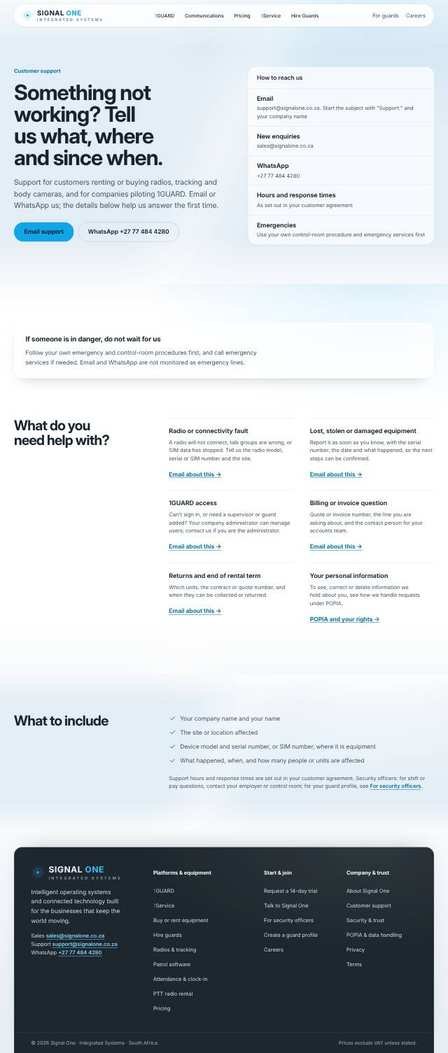 SIGNAL ONE
INTEGRATED SYSTEMS
1GUARD
Communications
Pricing
1Service
Hire Guards
For guards
Careers
Customer support
Something not
working? Tell
us what, where
and since when.
Support for customers renting or buying radios, tracking and
body cameras, and for companies piloting 1GUARD. Email or
WhatsApp us; the details below help us answer the first time.
Email support
WhatsApp +27 77 484 4280
How to reach us
Email
support@signalone.co.za. Start the subject with "Support:" and
your company name
New enquiries
sales@signalone.co.za
WhatsApp
+27 77 484 4280
Hours and response times
As set out in your customer agreement
Emergencies
Use your own control-room procedure and emergency services first
If someone is in danger, do not wait for us
Follow your own emergency and control-room procedures first, and call emergency
services if needed. Email and WhatsApp are not monitored as emergency lines.
What do you
need help with?
Radio or connectivity fault
A radio will not connect, talk groups are wrong, or
SIM data has stopped. Tell us the radio model,
serial or SIM number and the site.
Email about this →
Lost, stolen or damaged equipment
Report it as soon as you know, with the serial
number, the date and what happened, so the next
steps can be confirmed.
Email about this →
1GUARD access
Can't sign in, or need a supervisor or guard
added? Your company administrator can manage
users; contact us if you are the administrator.
Email about this →
Billing or invoice question
Quote or invoice number, the line you are
asking about, and the contact person for your
accounts team.
Email about this →
Returns and end of rental term
Which units, the contract or quote number, and
when they can be collected or returned.
Email about this →
Your personal information
To see, correct or delete information we
hold about you, see how we handle requests
under POPIA.
POPIA and your rights →
What to include
Your company name and your name
The site or location affected
Device model and serial number, or SIM number, where it is equipment
What happened, when, and how many people or units are affected
Support hours and response times are set out in your customer agreement. Security officers: for shift or
pay questions, contact your employer or control room; for your guard profile, see For security officers.
SIGNAL ONE
INTEGRATED SYSTEMS
Intelligent operating systems
and connected technology built
for the businesses that keep the
world moving.
Sales sales@signalone.co.za
Support support@signalone.co.za
WhatsApp +27 77 484 4280
Platforms & equipment
1GUARD
1Service
Buy or rent equipment
Hire guards
Radios & tracking
Patrol software
Attendance & clock-in
PTT radio rental
Pricing
Start & join
Request a 14-day trial
Talk to Signal One
For security officers
Create a guard profile
Careers
Company & trust
About Signal One
Customer support
Security & trust
POPIA & data handling
Privacy
Terms
© 2026 Signal One · Integrated Systems · South Africa
Prices exclude VAT unless stated.